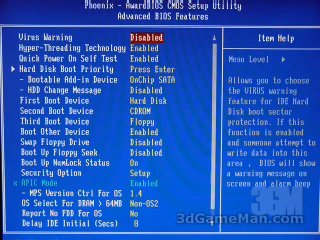 Phoenix - AwardBIOS CMOS Setup Utility
Advanced BIOS Features
Virus Warning Disabled
Hyper-Threading Technology Enabled
Quick Power On Self Test Enabled
Hard Disk Boot Priority Press Enter
- Bootable Add-in Device OnChip SATA
- HDD Change Message Disabled
First Boot Device Hard Disk
Second Boot Device CDROM
Third Boot Device Floppy
Boot Other Device Enabled
Swap Floppy Drive Disabled
Boot Up Floppy Seek Disabled
Boot Up NumLock Status On
Security Option Setup
x APIC Mode Enabled
- MPS Version Ctrl For OS 1.4
OS Select For DRAM > 64MB Non-OS2
Report No FDD For OS No
Delay IDE Initial (Secs) 0
Item Help
Menu Level
Allows you to choose
the VIRUS warning
feature for IDE Hard
Disk boot sector
protection. If this
function is enabled
and someone attempt to
write data into this
area , BIOS will show
a warning message on
screen and alarm beep
3dGameMan.com